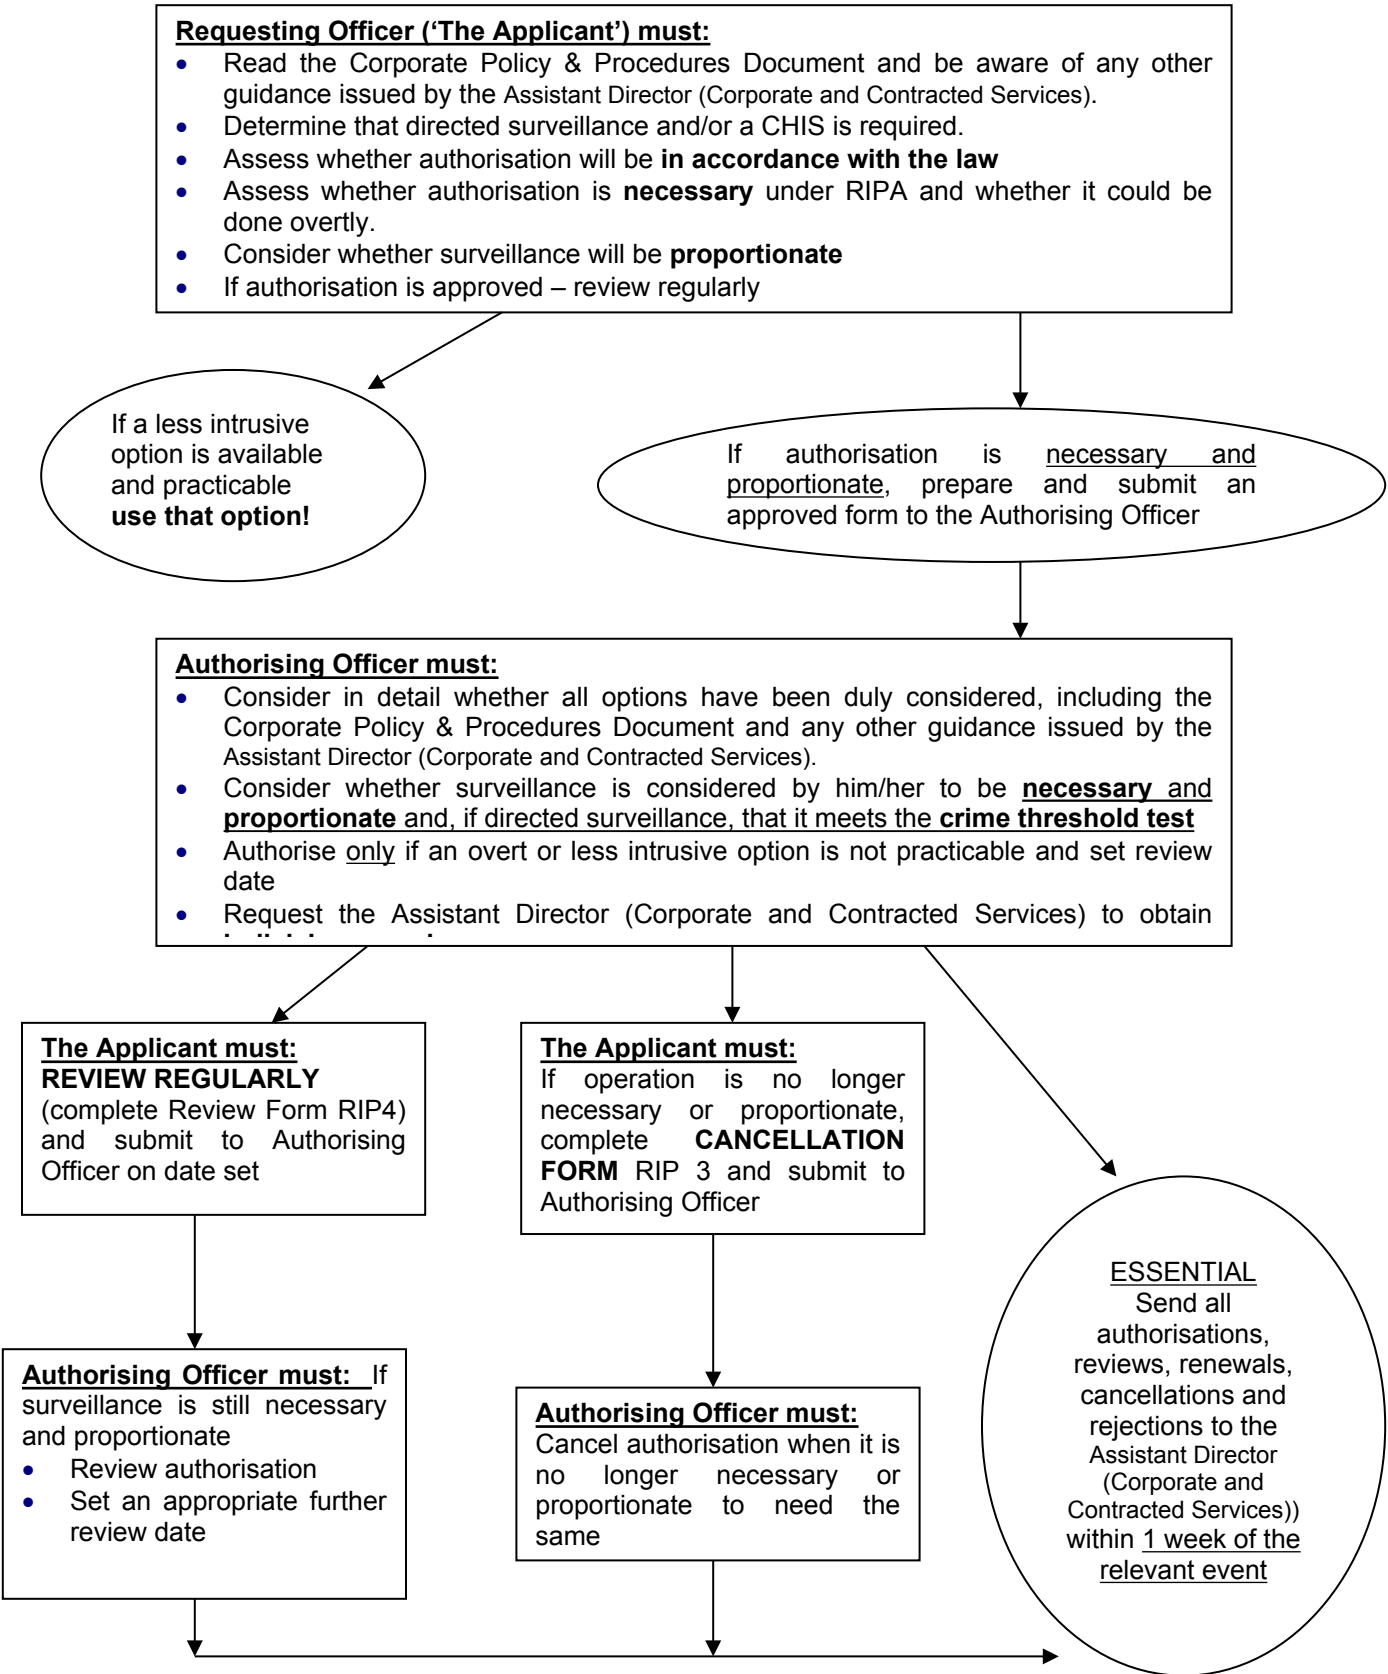 Requesting Officer (‘The Applicant’) must:
• Read the Corporate Policy & Procedures Document and be aware of any other
guidance issued by the Assistant Director (Corporate and Contracted Services).
• Determine that directed surveillance and/or a CHIS is required.
• Assess whether authorisation will be in accordance with the law
• Assess whether authorisation is necessary under RIPA and whether it could be
done overtly.
• Consider whether surveillance will be proportionate
• If authorisation is approved – review regularly
If a less intrusive
option is available
and practicable
use that option!
If authorisation is necessary and
proportionate, prepare and submit an
approved form to the Authorising Officer
Authorising Officer must:
• Consider in detail whether all options have been duly considered, including the
Corporate Policy & Procedures Document and any other guidance issued by the
Assistant Director (Corporate and Contracted Services).
• Consider whether surveillance is considered by him/her to be necessary and
proportionate and, if directed surveillance, that it meets the crime threshold test
• Authorise only if an overt or less intrusive option is not practicable and set review
date
• Request the Assistant Director (Corporate and Contracted Services) to obtain
The Applicant must:
REVIEW REGULARLY
(complete Review Form RIP4)
and submit to Authorising
Officer on date set
The Applicant must:
If operation is no longer
necessary or proportionate,
complete CANCELLATION
FORM RIP 3 and submit to
Authorising Officer
Authorising Officer must: If
surveillance is still necessary
and proportionate
• Review authorisation
• Set an appropriate further
review date
Authorising Officer must:
Cancel authorisation when it is
no longer necessary or
proportionate to need the
same
ESSENTIAL
Send all
authorisations,
reviews, renewals,
cancellations and
rejections to the
Assistant Director
(Corporate and
Contracted Services))
within 1 week of the
relevant event